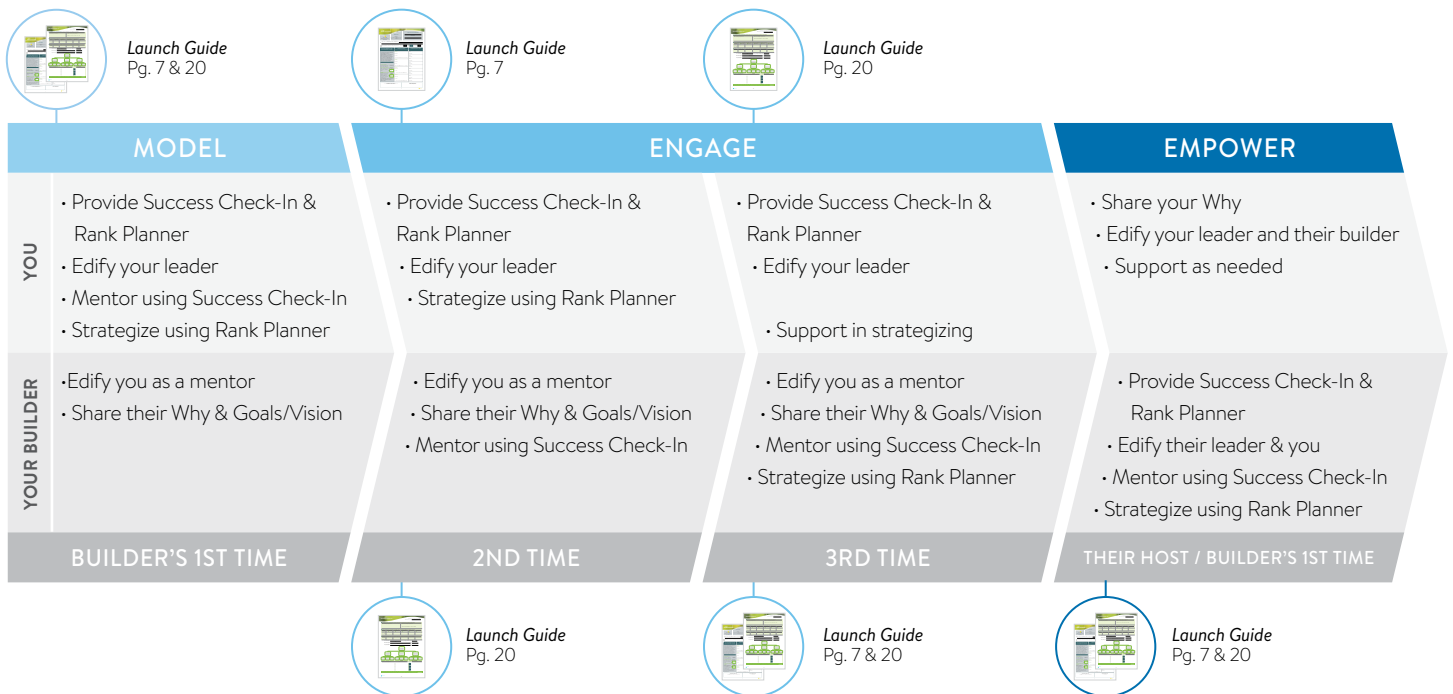 Launch Guide
Pg. 7 & 20
Launch Guide
Pg. 7
Launch Guide
Pg. 20
MODEL
ENGAGE
EMPOWER
YOU
• Provide Success Check-In &
Rank Planner
• Edify your leader
• Mentor using Success Check-In
• Strategize using Rank Planner
• Provide Success Check-In &
Rank Planner
• Edify your leader
• Strategize using Rank Planner
• Provide Success Check-In &
Rank Planner
• Edify your leader
• Support in strategizing
• Share your Why
• Edify your leader and their builder
• Support as needed
YOUR BUILDER
•Edify you as a mentor
• Share their Why & Goals/Vision
• Edify you as a mentor
• Share their Why & Goals/Vision
• Mentor using Success Check-In
• Edify you as a mentor
• Share their Why & Goals/Vision
• Mentor using Success Check-In
• Strategize using Rank Planner
• Provide Success Check-In &
Rank Planner
• Edify their leader & you
• Mentor using Success Check-In
• Strategize using Rank Planner
BUILDER'S 1ST TIME
2ND TIME
3RD TIME
THEIR HOST / BUILDER'S 1ST TIME
Launch Guide
Pg. 20
Launch Guide
Pg. 7 & 20
Launch Guide
Pg. 7 & 20